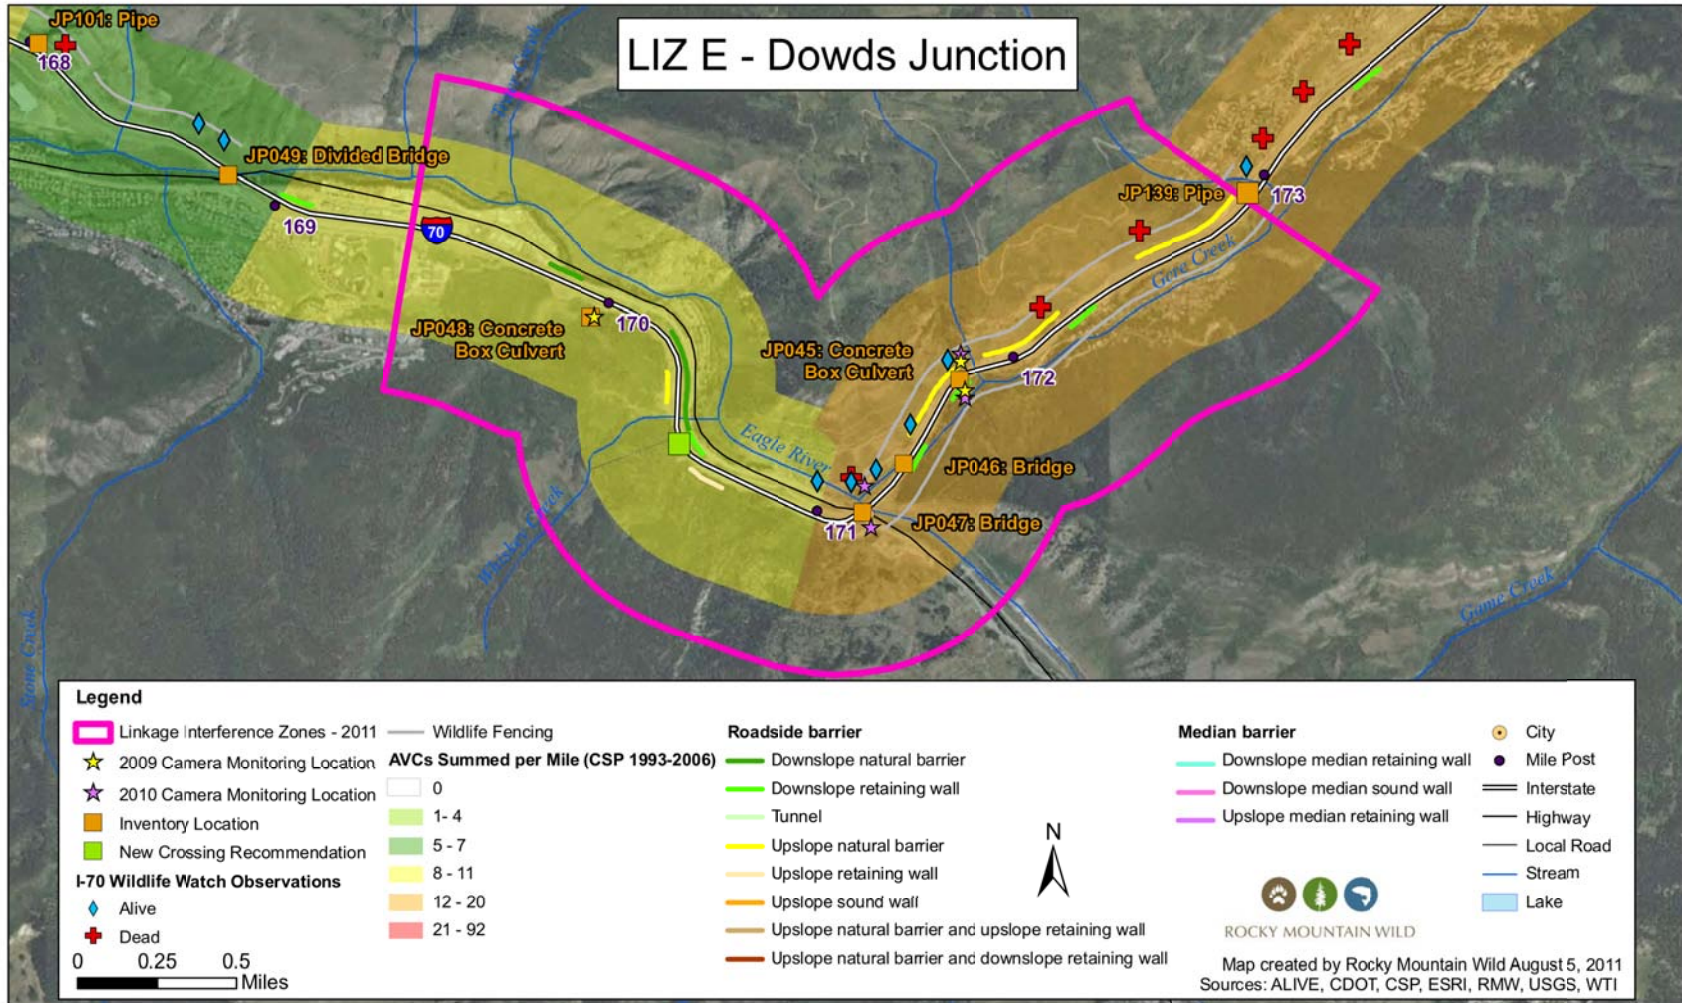 LIZ E - Dowds Junction
JP101: Pipe
168
JP049: Divided Bridge
169
70
JP048: Concrete
Box Culvert
170
JP045: Concrete
Box Culvert
172
JP139: Pipe
173
Gore Creek
Eagle River
JP046: Bridge
JP047: Bridge
171
Whiskey Creek
Stone Creek
Game Creek
Legend
Linkage Interference Zones - 2011
2009 Camera Monitoring Location
2010 Camera Monitoring Location
Inventory Location
New Crossing Recommendation
I-70 Wildlife Watch Observations
Alive
Dead
0 0.25 0.5
Miles
Wildlife Fencing
AVCs Summed per Mile (CSP 1993-2006)
0
1- 4
5 - 7
8 - 11
12 - 20
21 - 92
Roadside barrier
Downslope natural barrier
Downslope retaining wall
Tunnel
Upslope natural barrier
Upslope retaining wall
Upslope sound wall
Upslope natural barrier and upslope retaining wall
Upslope natural barrier and downslope retaining wall
N
Median barrier
Downslope median retaining wall
Downslope median sound wall
Upslope median retaining wall
City
Mile Post
Interstate
Highway
Local Road
Stream
Lake
ROCKY MOUNTAIN WILD
Map created by Rocky Mountain Wild August 5, 2011
Sources: ALIVE, CDOT, CSP, ESRI, RMW, USGS, WTI